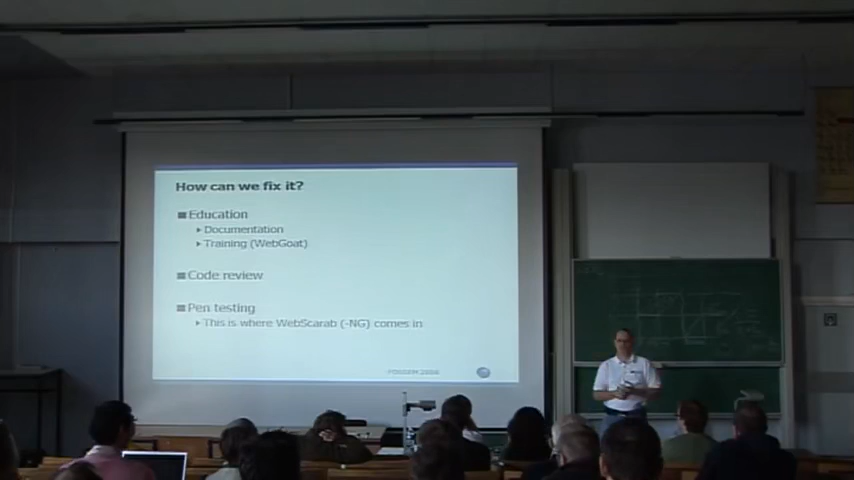 How can we fix it?
Education
Documentation
Training (WebGoat)
Code review
Pen testing
This is where WebScarab (-NG) comes in